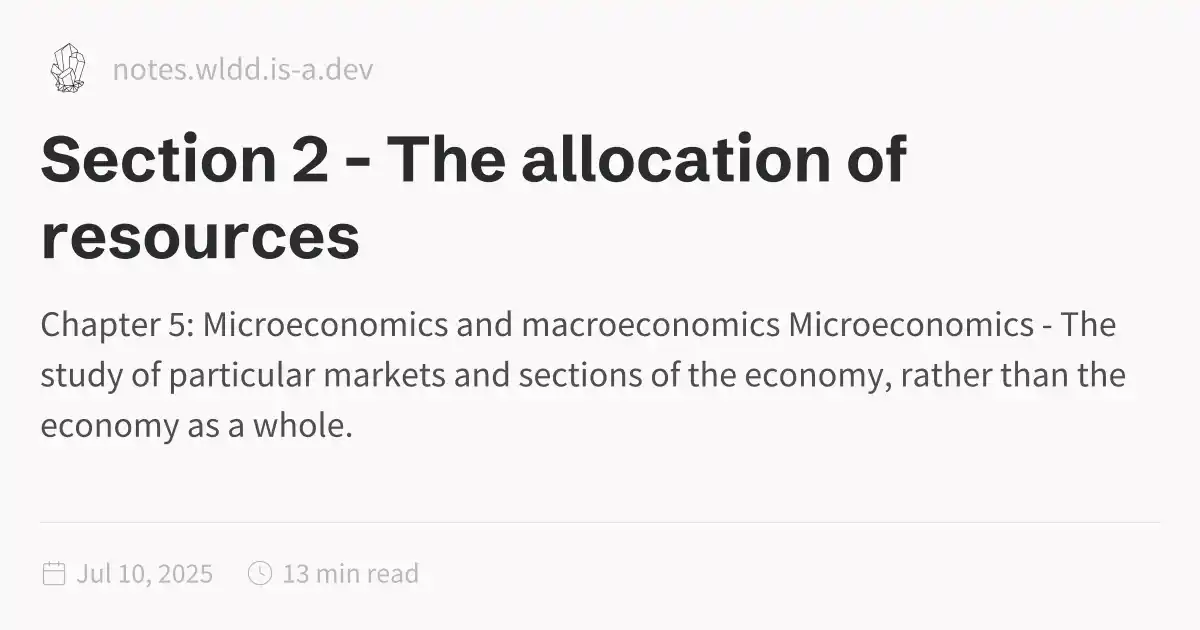 notes.wldd.is-a.dev
Section 2 - The allocation of
resources
Chapter 5: Microeconomics and macroeconomics Microeconomics - The
study of particular markets and sections of the economy, rather than the
economy as a whole.
Jul 10, 2025 13 min read